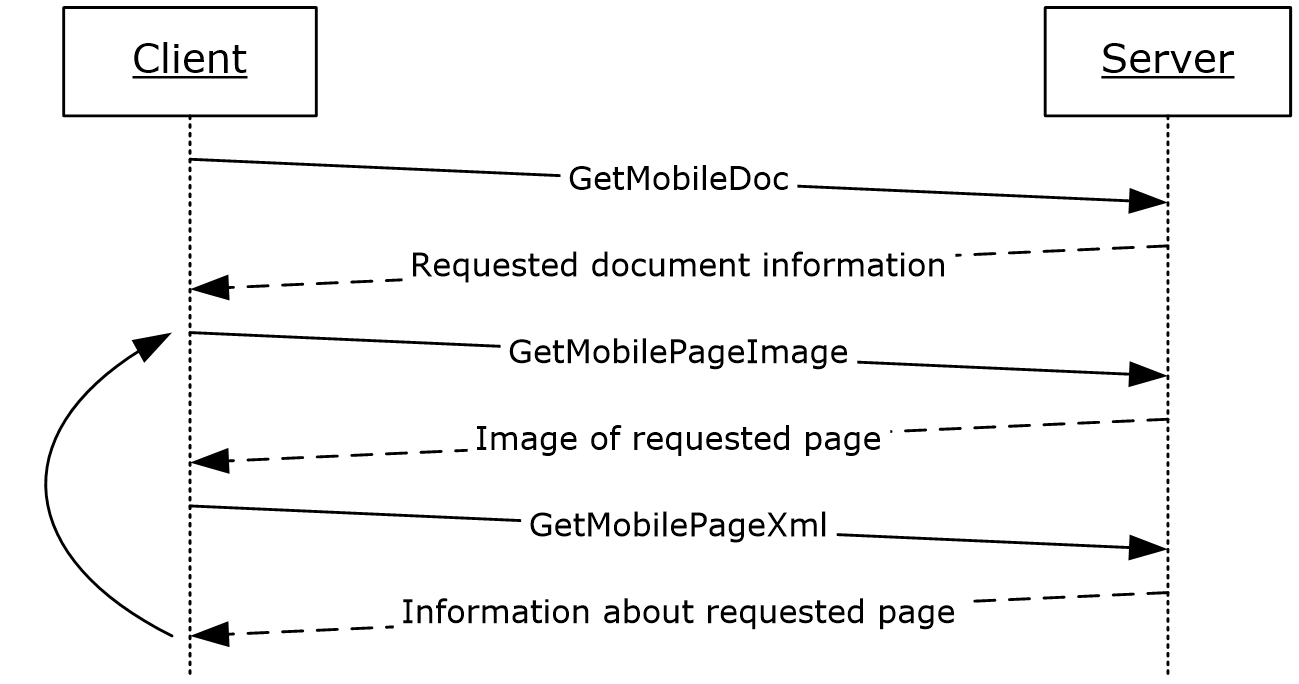 Client
Server
GetMobileDoc
Requested document information
GetMobilePageImage
Image of requested page
GetMobilePageXml
Information about requested page